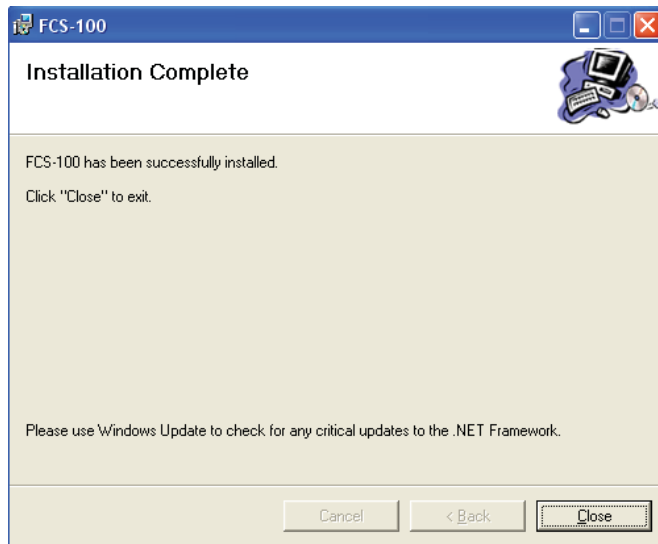 FCS-100
Installation Complete
FCS-100 has been successfully installed.
Click "Close" to exit.
Please use Windows Update to check for any critical updates to the .NET Framework.
Cancel
< Back
Close